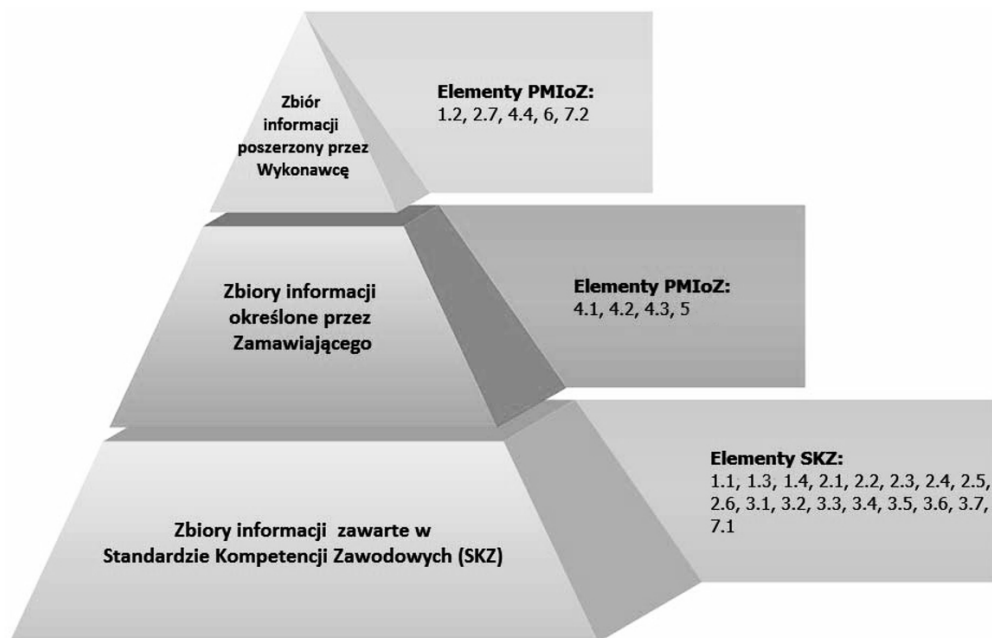 Zbiór
informacji
poszerzony przez
Wykonawcę
Elementy PMIoZ:
1.2, 2.7, 4.4, 6, 7.2
Zbiory informacji
określone przez
Zamawiającego
Elementy PMIoZ:
4.1, 4.2, 4.3, 5
Zbiory informacji zawarte w
Standardzie Kompetencji Zawodowych (SKZ)
Elementy SKZ:
1.1, 1.3, 1.4, 2.1, 2.2, 2.3, 2.4, 2.5,
2.6, 3.1, 3.2, 3.3, 3.4, 3.5, 3.6, 3.7,
7.1